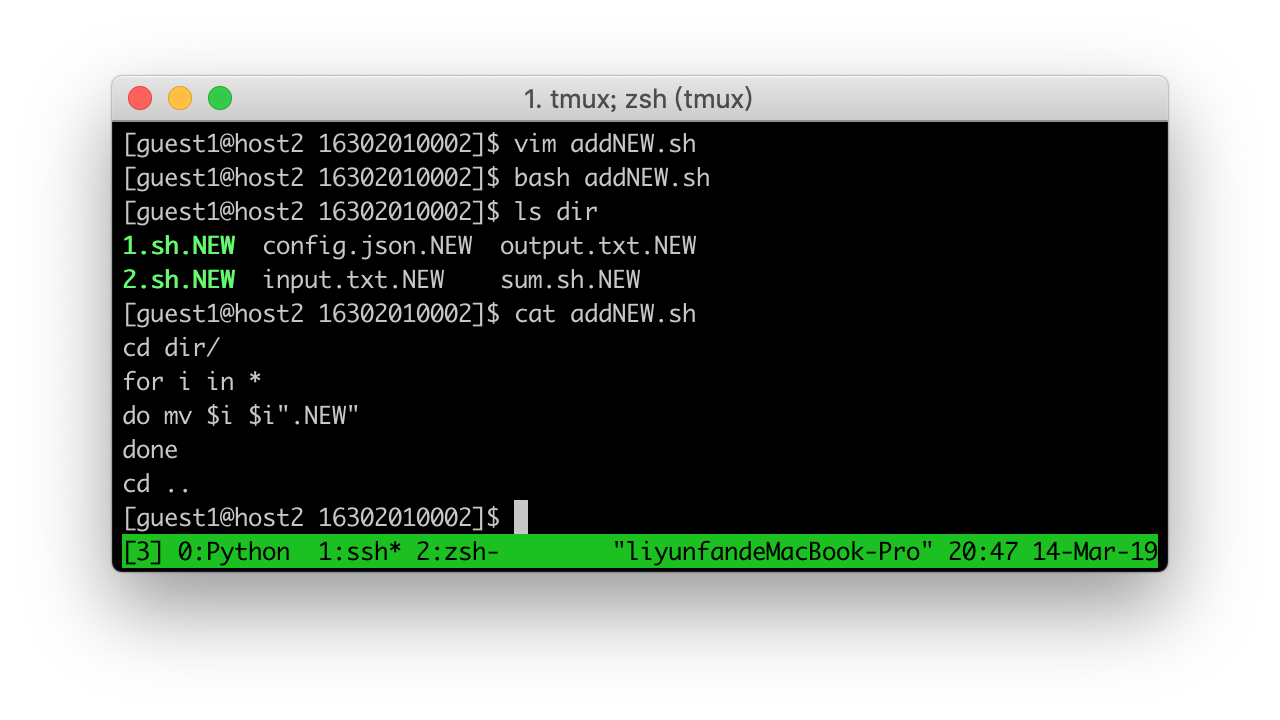 1. tmux; zsh (tmux)
[guest1@host2 16302010002]$ vim addNEW.sh
[guest1@host2 16302010002]$ bash addNEW.sh
[guest1@host2 16302010002]$ ls dir
1.sh.NEW  config.json.NEW  output.txt.NEW
2.sh.NEW  input.txt.NEW    sum.sh.NEW
[guest1@host2 16302010002]$ cat addNEW.sh
cd dir/
for i in *
do mv $i $i".NEW"
done
cd ..
[guest1@host2 16302010002]$
[3] 0:Python  1:ssh* 2:zsh-        "liyunfandeMacBook-Pro" 20:47 14-Mar-19